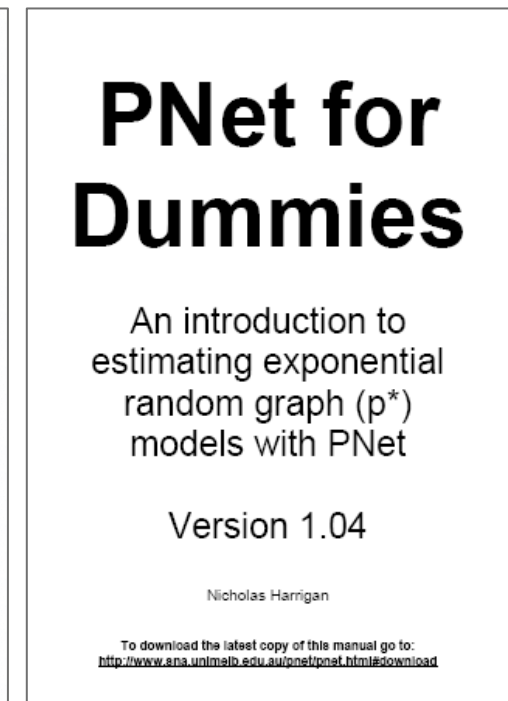 PNet for
Dummies
An introduction to
estimating exponential
random graph (p*)
models with PNet
Version 1.04
Nicholas Harrigan
To download the latest copy of this manual go to:
http://www.sna.unimelb.edu.au/pnet/pnet.html#download